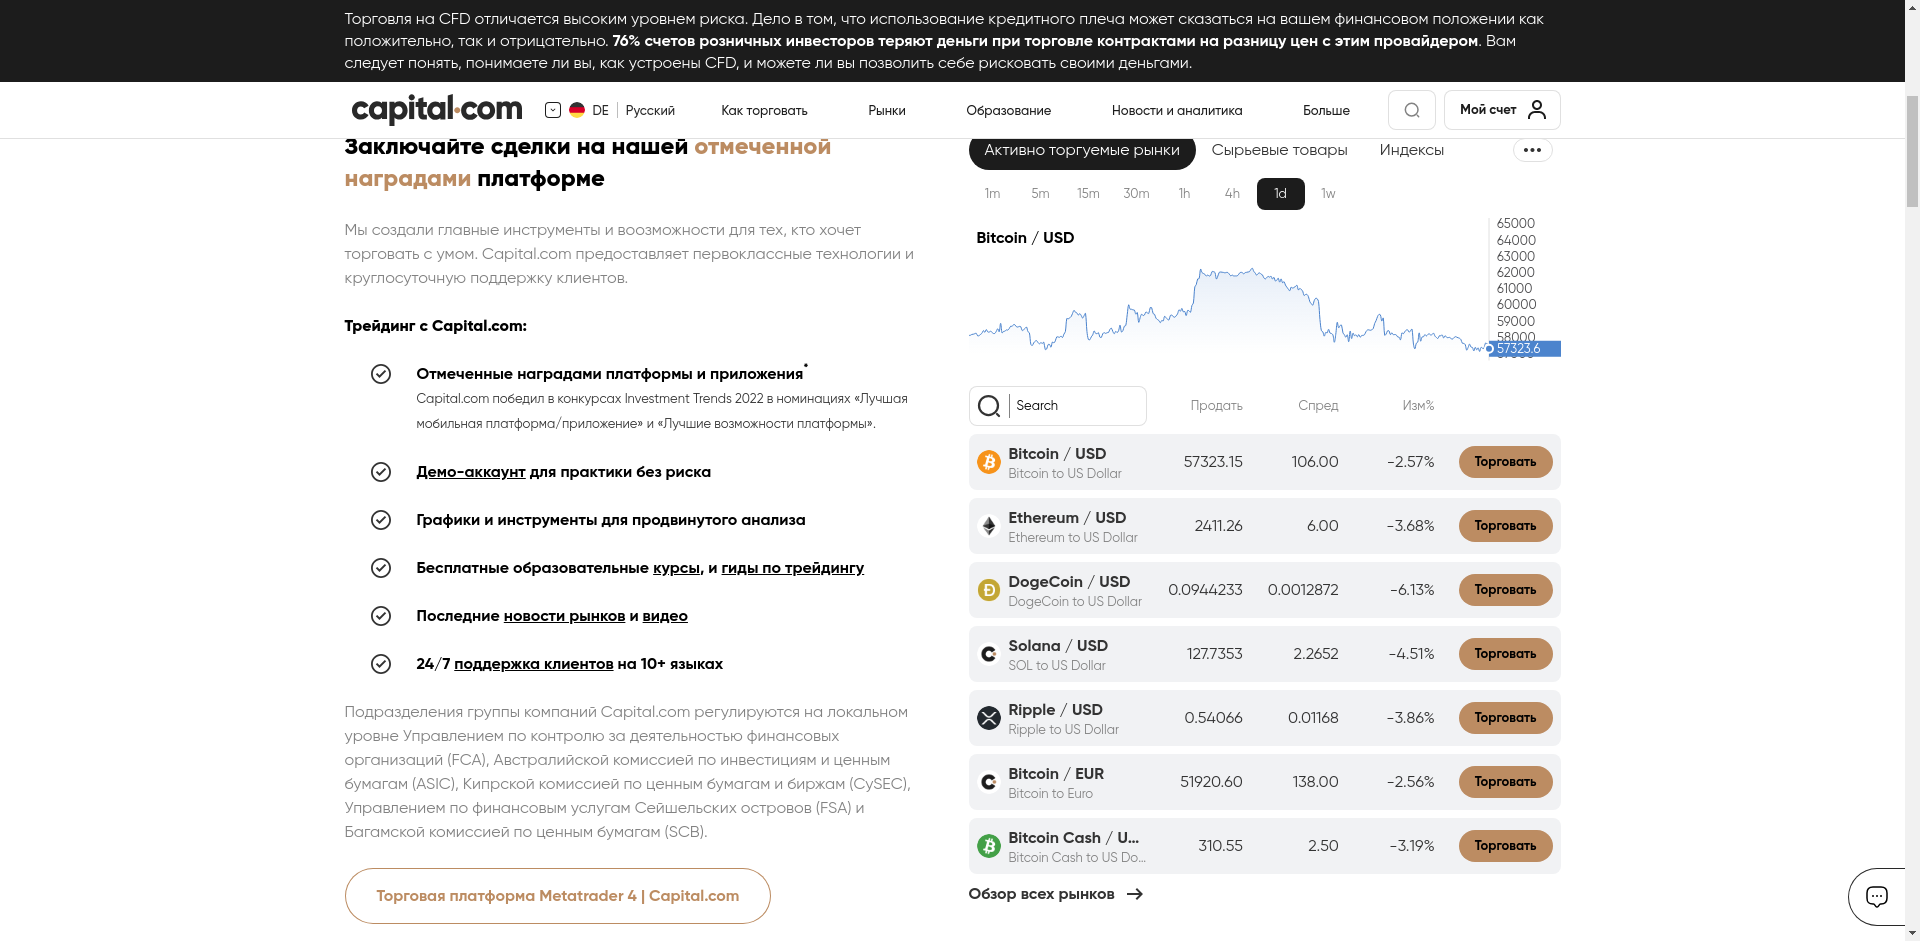 Торговля на CFD отличается высоким уровнем риска. Дело в том, что использование кредитного плеча может сказаться на вашем финансовом положении как
положительно, так и отрицательно. 76% счетов розничных инвесторов теряют деньги при торговле контрактами на разницу цен с этим провайдером. Вам
следует понять, понимаете ли вы, как устроены CFD, и можете ли вы позволить себе рисковать своими деньгами.
capital.com DE Русский Как торговать Рынки Образование Новости и аналитика Больше Мой счет
Заключайте сделки на нашей отмеченной
наградами платформе
Мы создали главные инструменты и воозможности для тех, кто хочет
торговать с умом. Capital.com предоставляет первоклассные технологии и
круглосуточную поддержку клиентов.
Трейдинг с Capital.com:
Отмеченные наградами платформы и приложения*
Capital.com победил в конкурсах Investment Trends 2022 в номинациях «Лучшая
мобильная платформа/приложение» и «Лучшие возможности платформы».
Демо-аккаунт для практики без риска
Графики и инструменты для продвинутого анализа
Бесплатные образовательные курсы, и гиды по трейдингу
Последние новости рынков и видео
24/7 поддержка клиентов на 10+ языках
Подразделения группы компаний Capital.com регулируются на локальном
уровне Управлением по контролю за деятельностью финансовых
организаций (FCA), Австралийской комиссией по инвестициям и ценным
бумагам (ASIC), Кипрской комиссией по ценным бумагам и биржам (CySEC),
Управлением по финансовым услугам Сейшельских островов (FSA) и
Багамской комиссией по ценным бумагам (SCB).
Торговая платформа Metatrader 4 | Capital.com
Активно торгуемые рынки Сырьевые товары Индексы
1m 5m 15m 30m 1h 4h 1d 1w
Bitcoin / USD
65000
64000
63000
62000
61000
60000
59000
58000
57323.6
Search Продать Спред Изм%
Bitcoin / USD 57323.15 106.00 -2.57% Торговать
Bitcoin to US Dollar
Ethereum / USD 2411.26 6.00 -3.68% Торговать
Ethereum to US Dollar
DogeCoin / USD 0.0944233 0.0012872 -6.13% Торговать
DogeCoin to US Dollar
Solana / USD 127.7353 2.2652 -4.51% Торговать
SOL to US Dollar
Ripple / USD 0.54066 0.01168 -3.86% Торговать
Ripple to US Dollar
Bitcoin / EUR 51920.60 138.00 -2.56% Торговать
Bitcoin to Euro
Bitcoin Cash / U... 310.55 2.50 -3.19% Торговать
Bitcoin Cash to US Do...
Обзор всех рынков